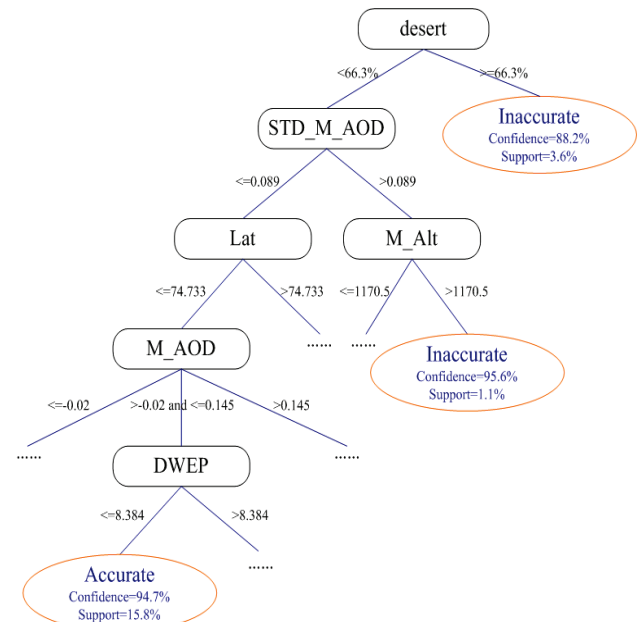 desert
<66.3%
>=66.3%
Inaccurate
Confidence=88.2%
Support=3.6%
STD_M_AOD
<=0.089
>0.089
Lat
M_Alt
<=74.733
>74.733
<=1170.5
>1170.5
......
......
M_AOD
Inaccurate
Confidence=95.6%
Support=1.1%
<=-0.02
>-0.02 and <=0.145
>0.145
......
......
DWEP
<=8.384
>8.384
......
Accurate
Confidence=94.7%
Support=15.8%